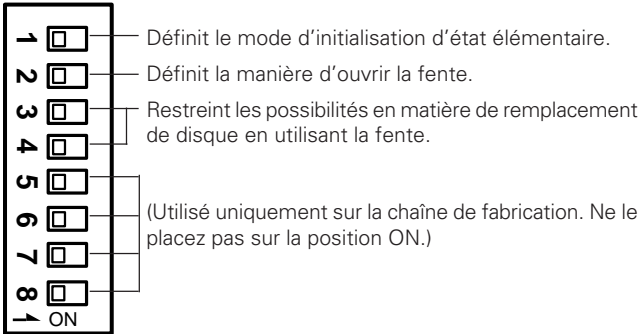 1 Définit le mode d'initialisation d'état élémentaire.
2 Définit la manière d'ouvrir la fente.
3 Restreint les possibilités en matière de remplacement
4 de disque en utilisant la fente.
5
6 (Utilisé uniquement sur la chaîne de fabrication. Ne le
7 placez pas sur la position ON.)
8
1 ON